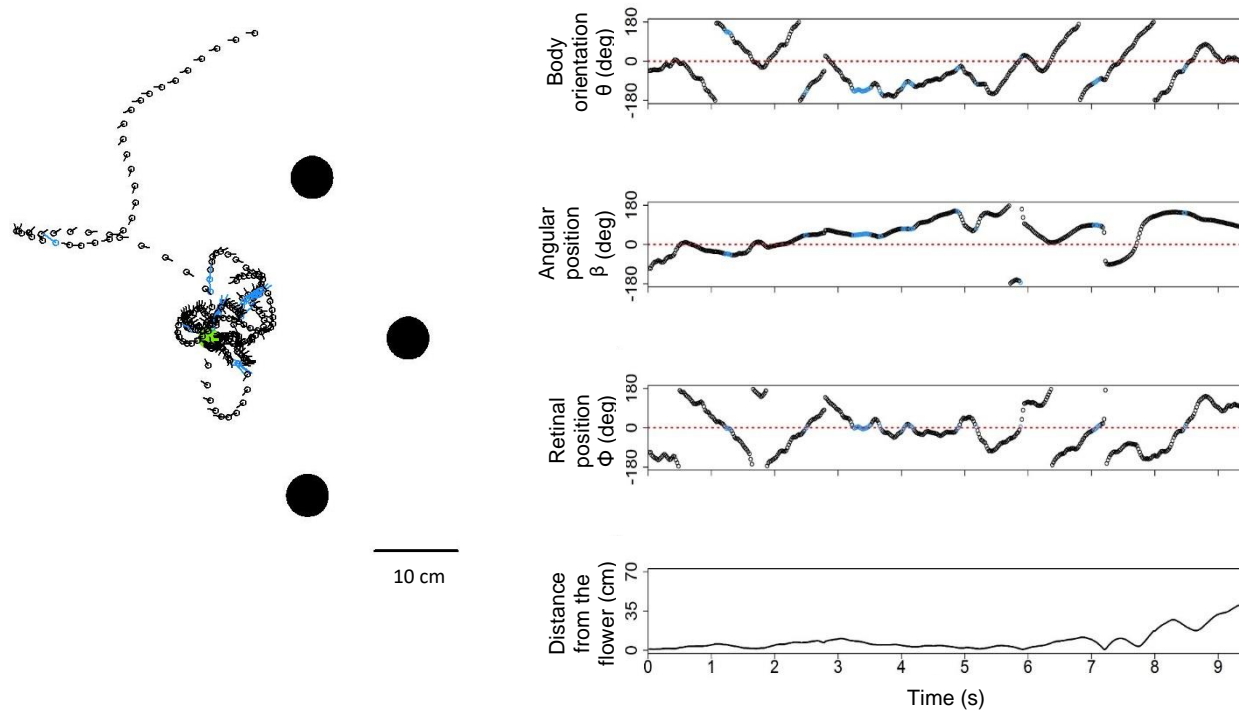 10 cm
Body
orientation
θ (deg)
-180 0 180
Angular
position
β (deg)
-180 0 180
Retinal
position
Φ (deg)
-180 0 180
Distance
from the
flower (cm)
0 35 70
0 1 2 3 4 5 6 7 8 9
Time (s)